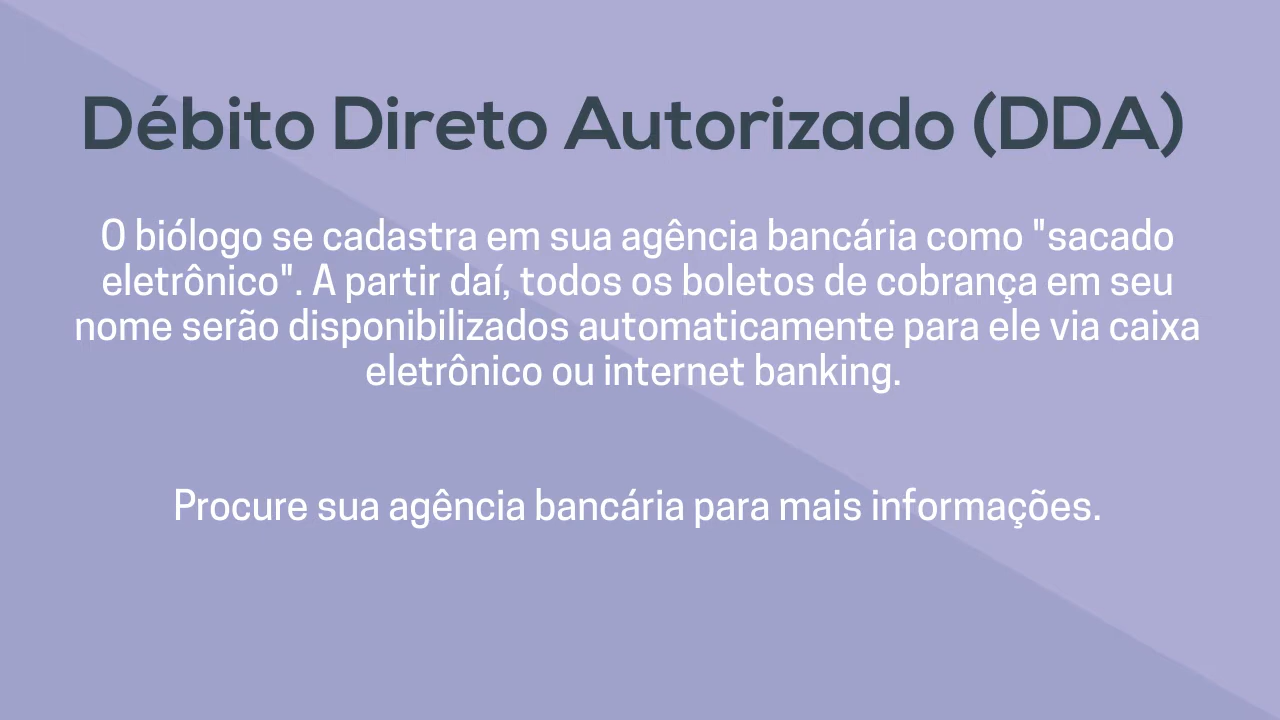 Débito Direto Autorizado (DDA)
O biólogo se cadastra em sua agência bancária como "sacado
eletrônico". A partir daí, todos os boletos de cobrança em seu
nome serão disponibilizados automaticamente para ele via caixa
eletrônico ou internet banking.
Procure sua agência bancária para mais informações.